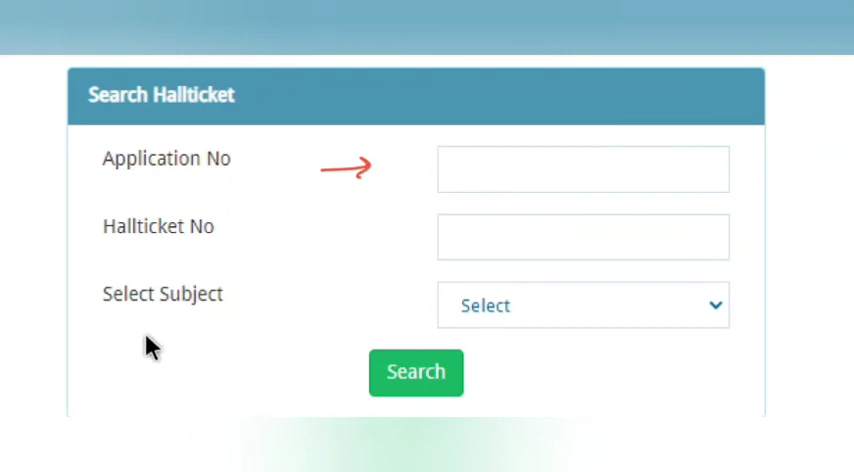 Search Hallticket
Application No
Hallticket No
Select Subject
Select
Search